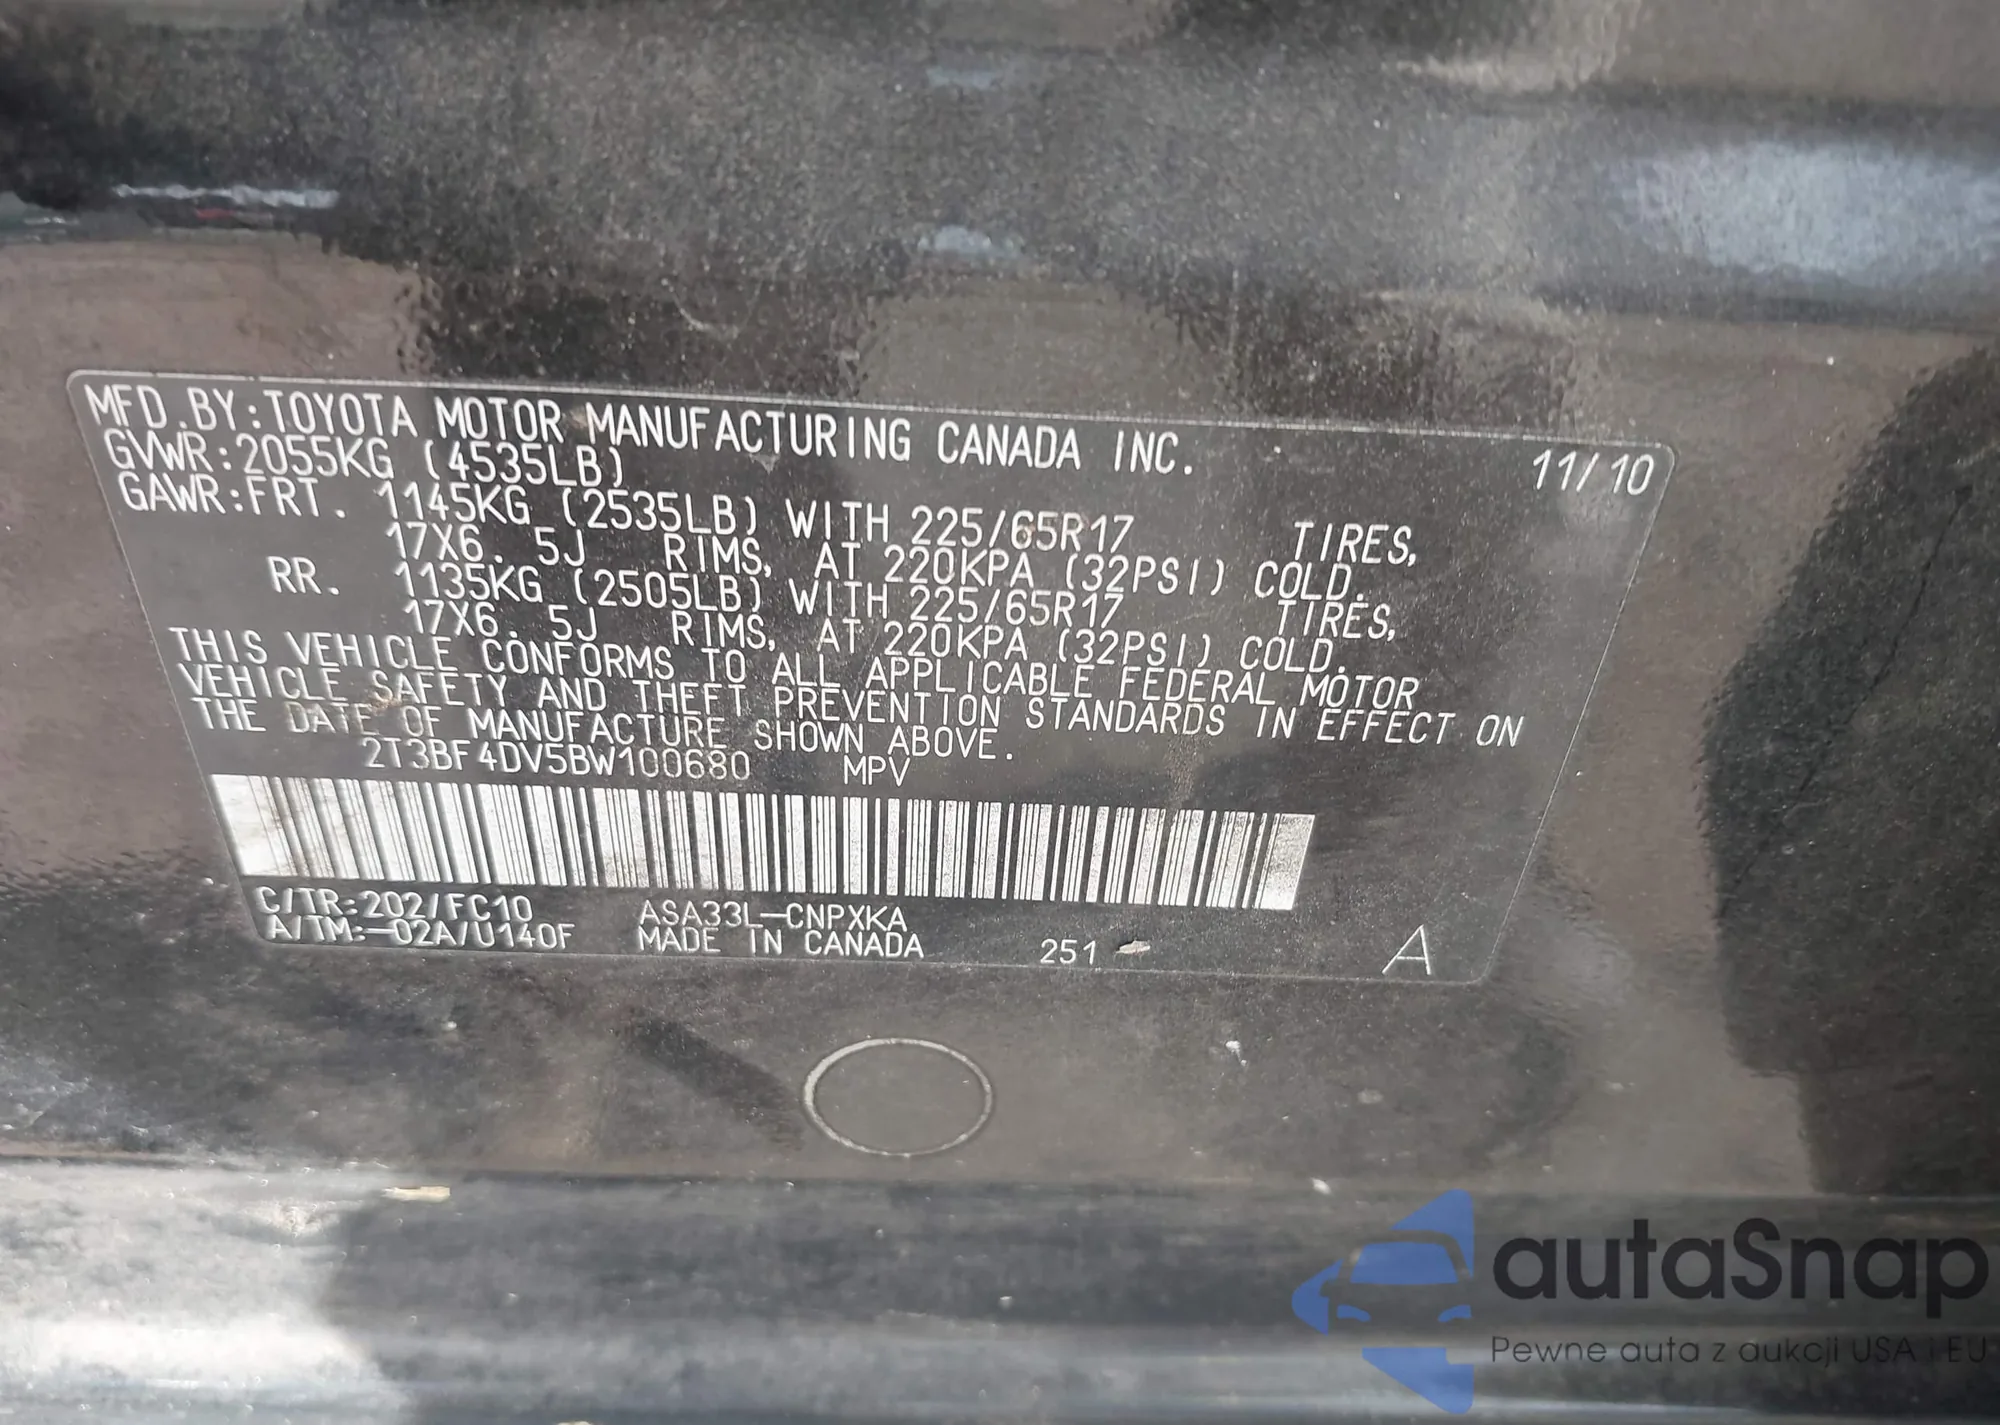 MFD.BY:TOYOTA MOTOR MANUFACTURING CANADA INC.
11/10
GVWR:2055KG (4535LB)
GAWR:FRT. 1145KG (2535LB) WITH 225/65R17 TIRES,
17X6.5J RIMS, AT 220KPA (32PSI) COLD.
RR. 1135KG (2505LB) WITH 225/65R17 TIRES,
17X6.5J RIMS, AT 220KPA (32PSI) COLD.
THIS VEHICLE CONFORMS TO ALL APPLICABLE FEDERAL MOTOR
VEHICLE SAFETY AND THEFT PREVENTION STANDARDS IN EFFECT ON
THE DATE OF MANUFACTURE SHOWN ABOVE.
2T3BF4DV5BW100680 MPV
C/TR:202/FC10 ASA33L-CNPXKA
A/TM:-02A/U140F MADE IN CANADA 251 A
autaSnap
Pewne auta z aukcji USA i EU